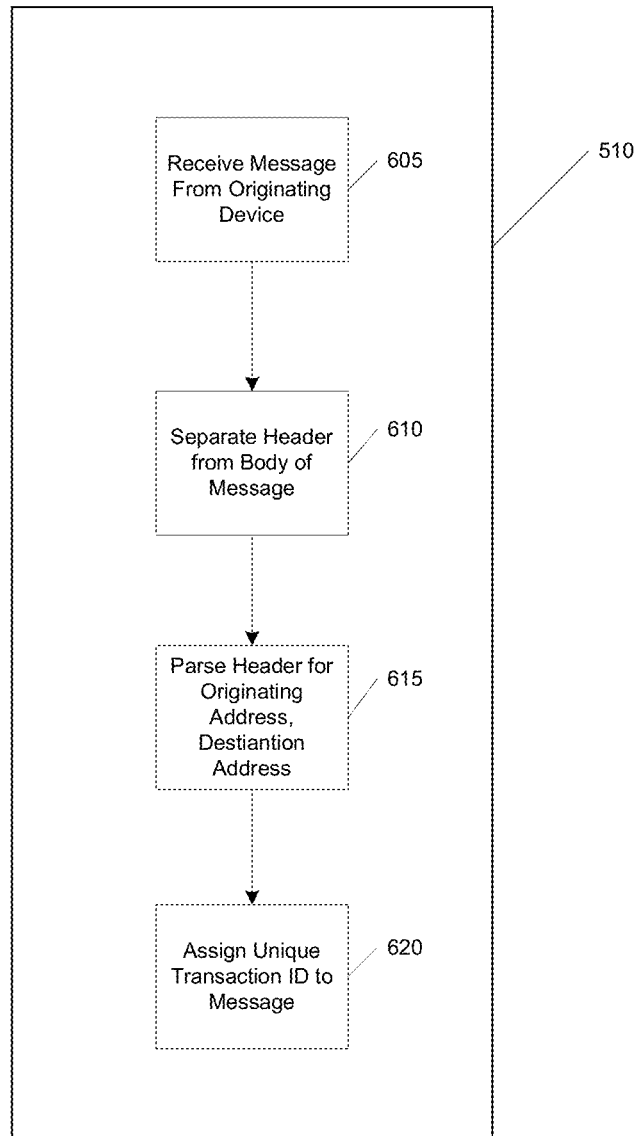 Receive Message
From Originating
Device
605
510
Separate Header
from Body of
Message
610
Parse Header for
Originating
Address,
Destiantion
Address
615
Assign Unique
Transaction ID to
Message
620